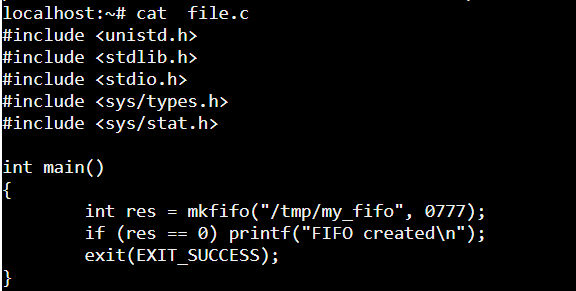 localhost:~# cat  file.c
#include <unistd.h>
#include <stdlib.h>
#include <stdio.h>
#include <sys/types.h>
#include <sys/stat.h>

int main()
{
        int res = mkfifo("/tmp/my_fifo", 0777);
        if (res == 0) printf("FIFO created\n");
        exit(EXIT_SUCCESS);
}